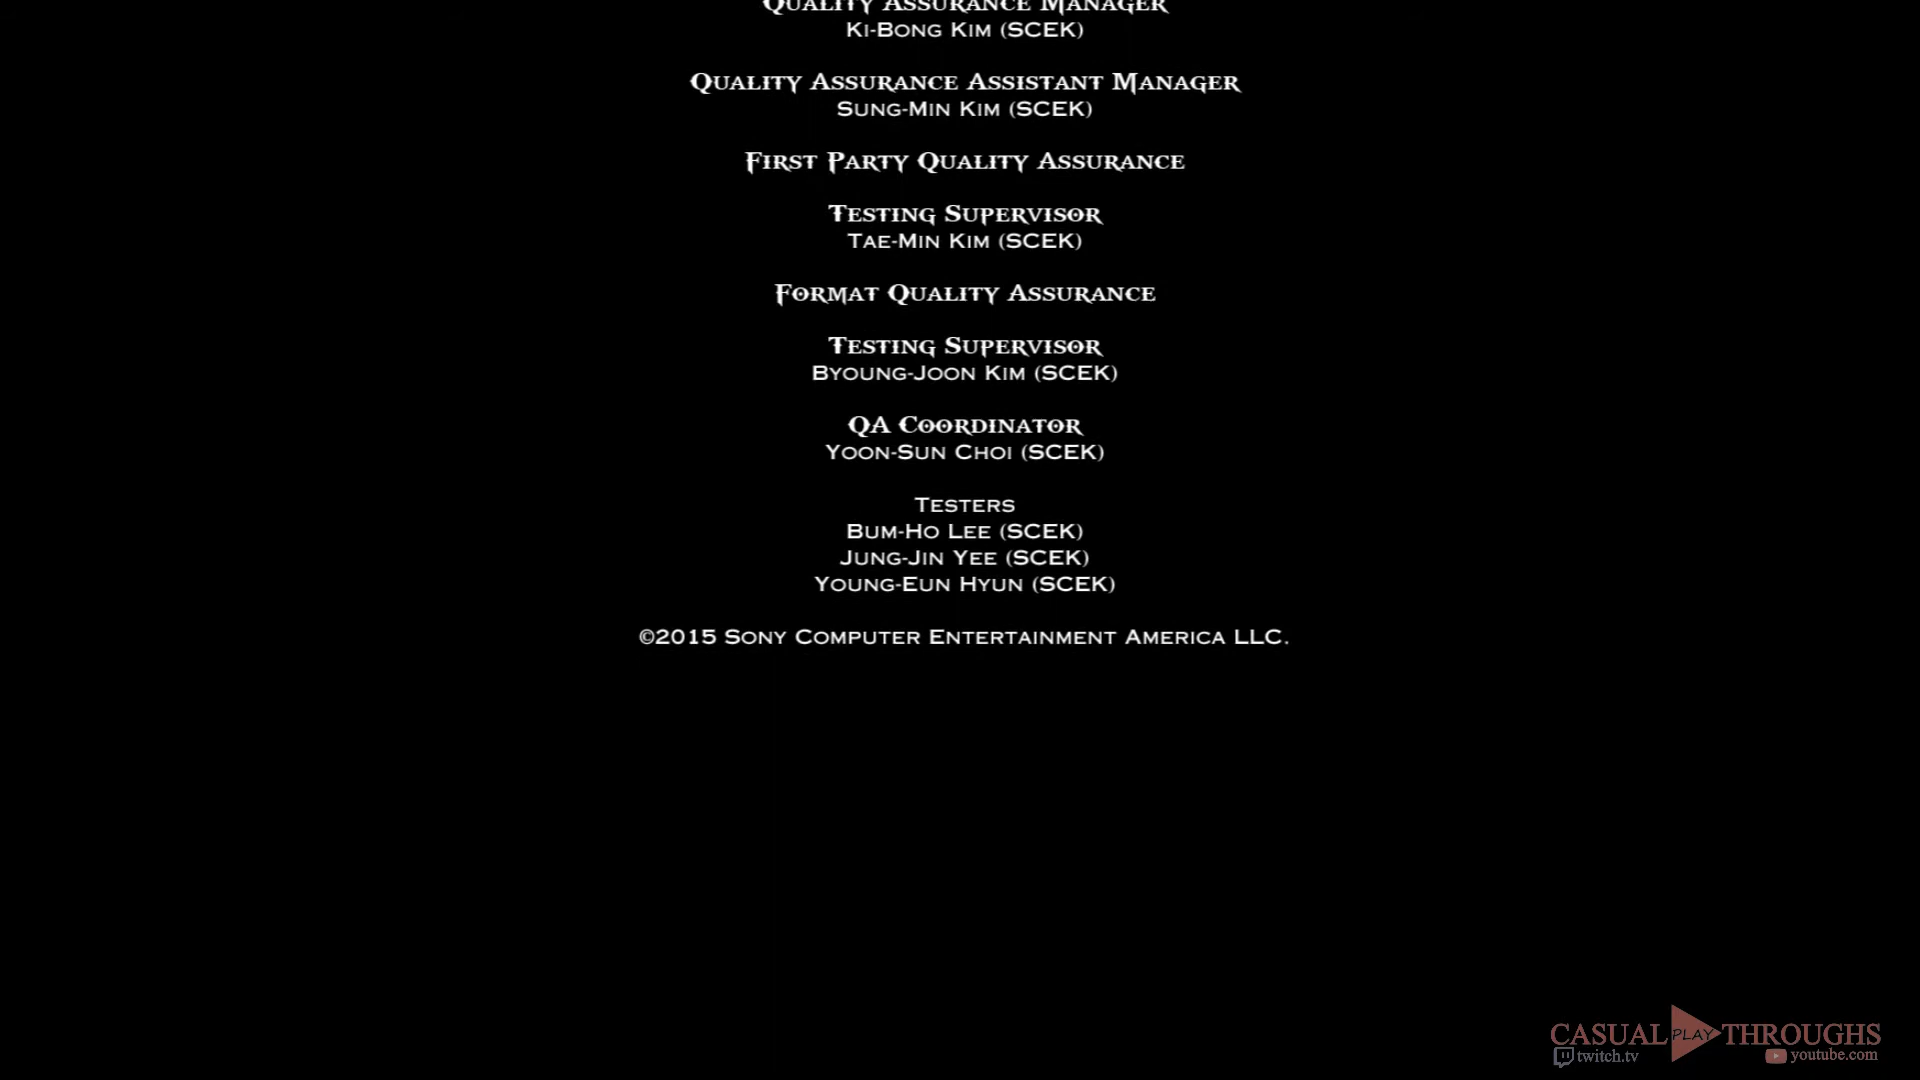 Quality Assurance Manager
Ki-Bong Kim (SCEK)
Quality Assurance Assistant Manager
Sung-Min Kim (SCEK)
First Party Quality Assurance
Testing Supervisor
Tae-Min Kim (SCEK)
Format Quality Assurance
Testing Supervisor
Byoung-Joon Kim (SCEK)
QA Coordinator
Yoon-Sun Choi (SCEK)
Testers
Bum-Ho Lee (SCEK)
Jung-Jin Yee (SCEK)
Young-Eun Hyun (SCEK)
©2015 Sony Computer Entertainment America LLC.
CASUAL PLAY THROUGHS
twitch.tv youtube.com